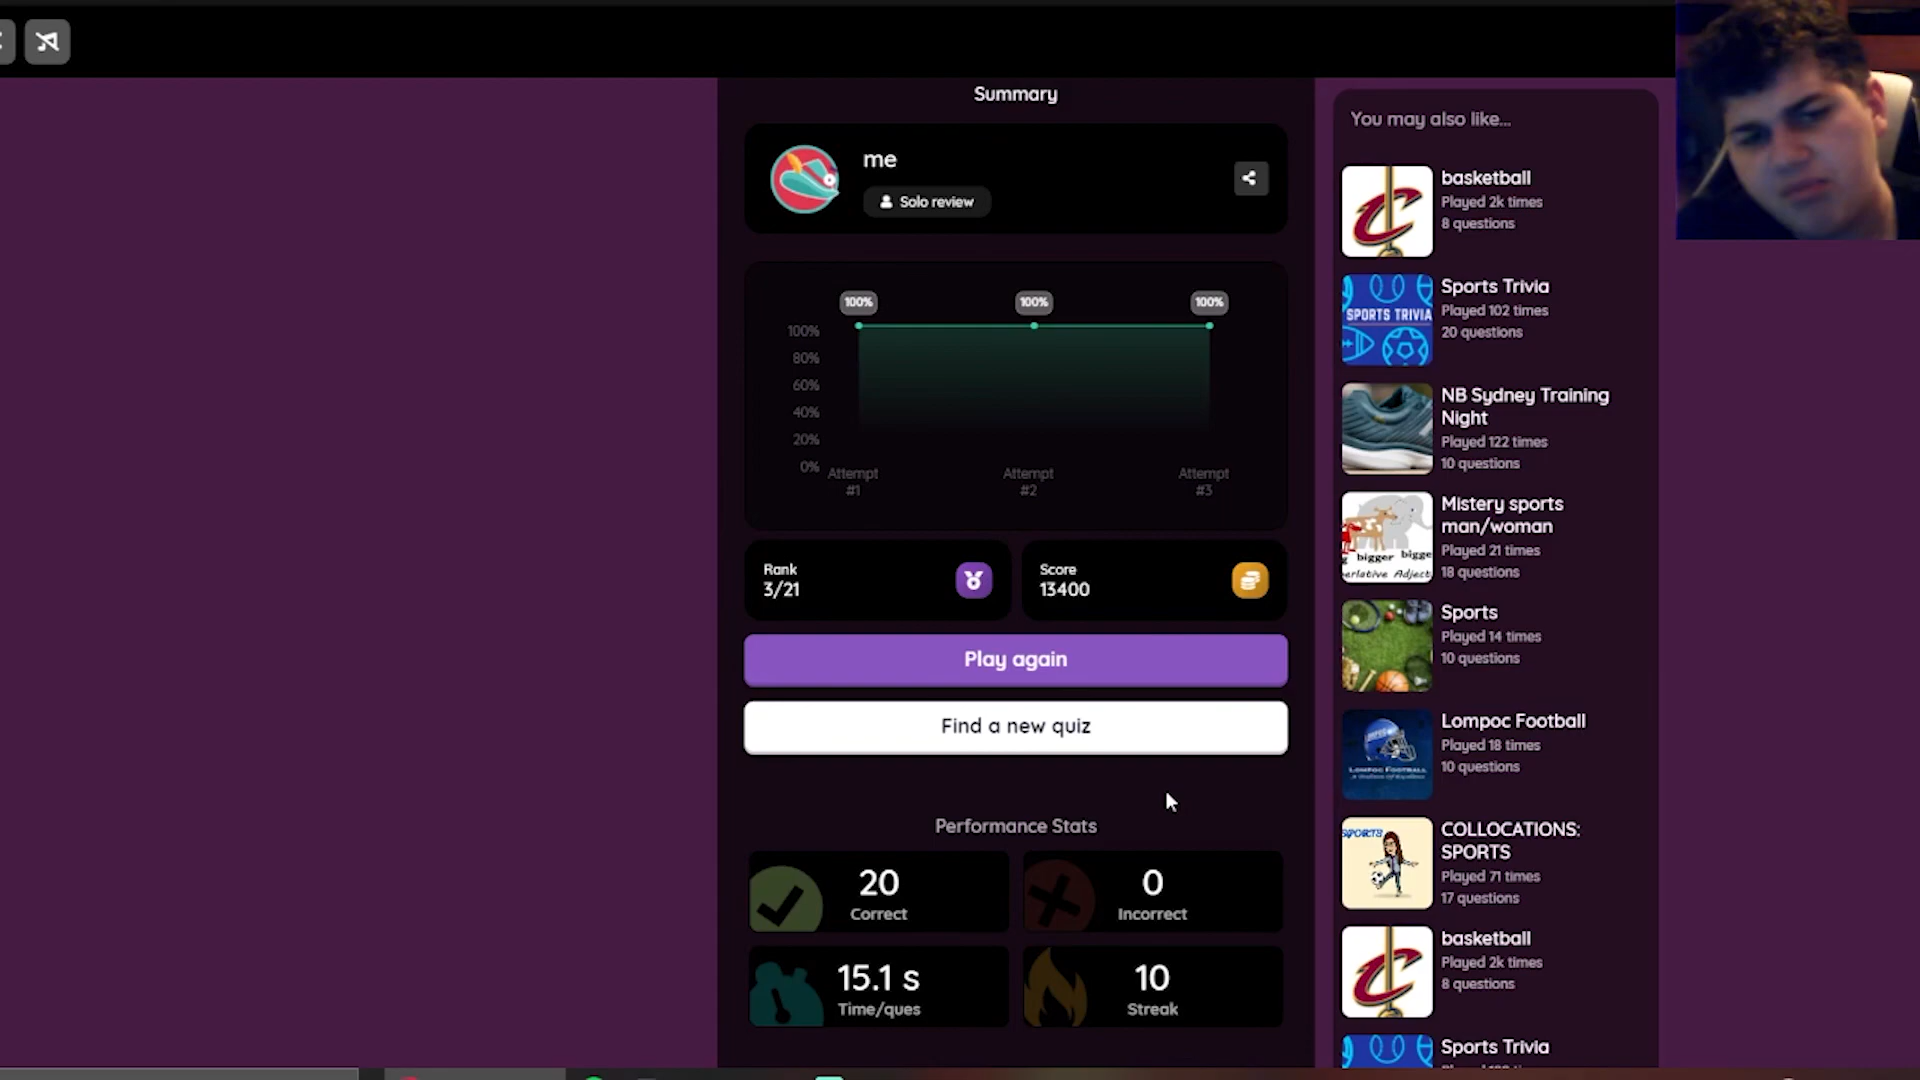 Summary
me
Solo review
100%
100%
100%
100%
80%
60%
40%
20%
0%
Attempt
#1
Attempt
#2
Attempt
#3
Rank
3/21
Score
13400
Play again
Find a new quiz
Performance Stats
20
Correct
0
Incorrect
15.1 s
Time/ques
10
Streak
You may also like...
basketball
Played 2k times
8 questions
SPORTS TRIVIA
Sports Trivia
Played 102 times
20 questions
NB Sydney Training
Night
Played 122 times
10 questions
bigger bigge
erlative Adject
Mistery sports
man/woman
Played 21 times
18 questions
Sports
Played 14 times
10 questions
LOMPOC FOOTBALL
Lompoc Football
Played 18 times
10 questions
SPORTS
COLLOCATIONS:
SPORTS
Played 71 times
17 questions
basketball
Played 2k times
8 questions
Sports Trivia